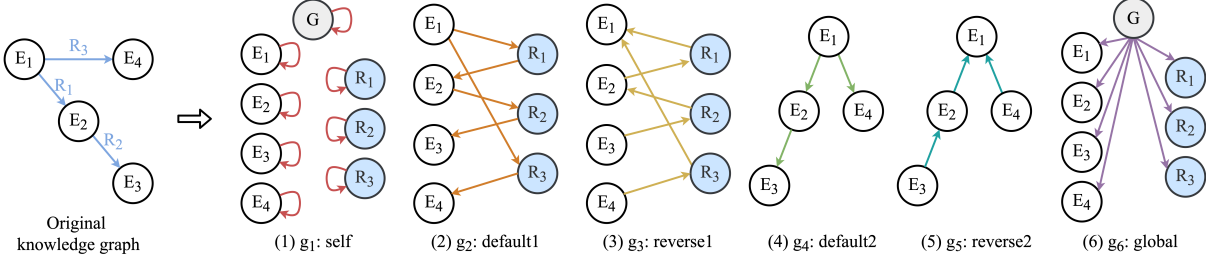 E1
R3
E4
R1
E2
R2
E3
Original
knowledge graph
G
E1
R1
E2
R2
E3
R3
E4
(1) g1: self
E1
R1
E2
R2
E3
R3
E4
(2) g2: default1
E1
R1
E2
R2
E3
R3
E4
(3) g3: reverse1
E1
E2
E4
E3
(4) g4: default2
E1
E2
E4
E3
(5) g5: reverse2
G
E1
R1
E2
R2
E3
R3
E4
(6) g6: global